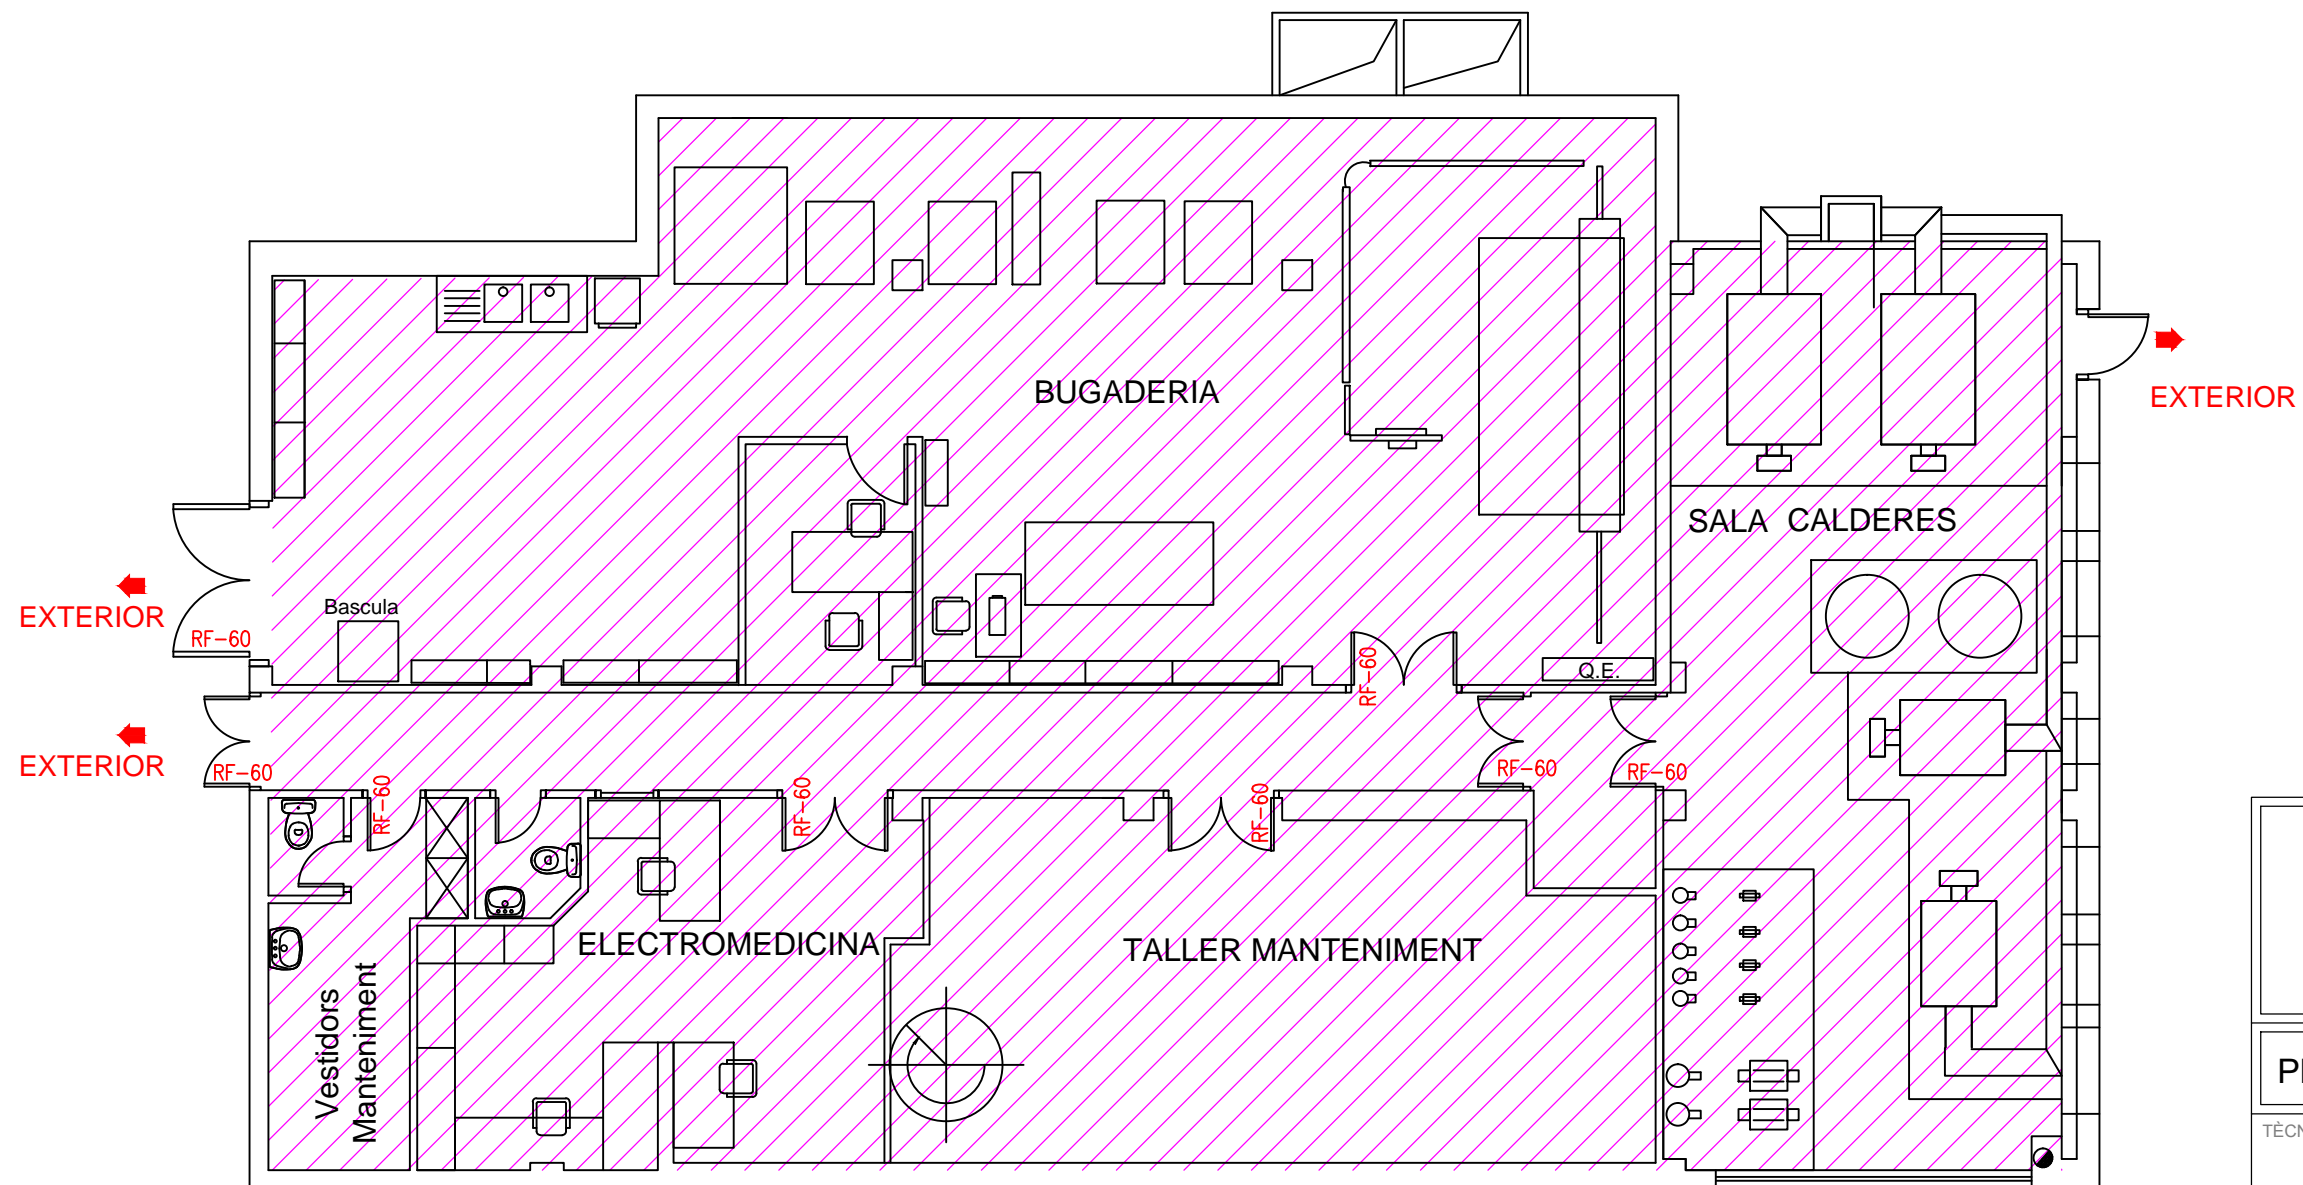 BUGADERIA
EXTERIOR
SALA CALDERES
Bascula
EXTERIOR
RF-60
RF-60
Q.E.
EXTERIOR
RF-60
RF-60
RF-60
RF-60
RF-60
RF-60
ELECTROMEDICINA
TALLER MANTENIMENT
Vestidors
Manteniment